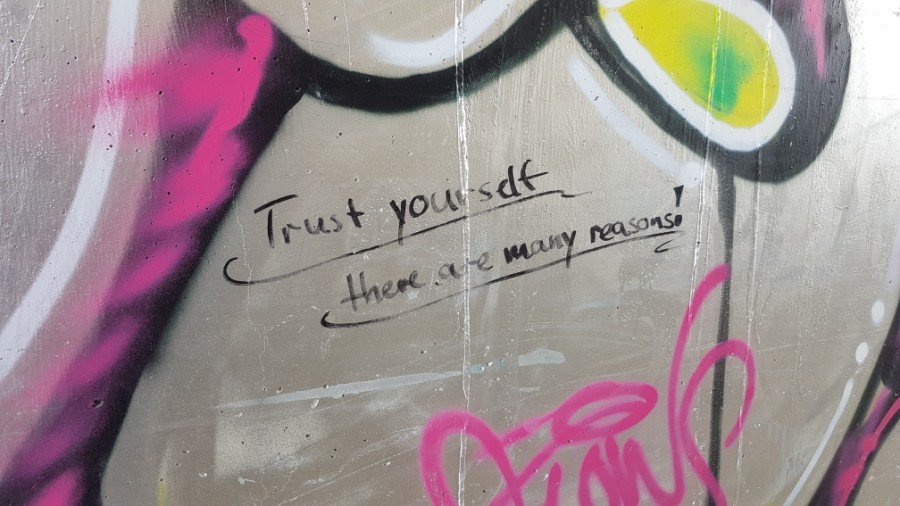 Trust yourself
there are many reasons!